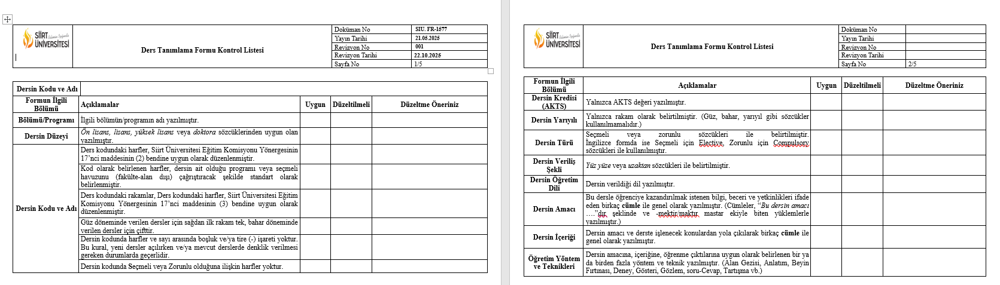 SİİRT
ÜNİVERSİTESİ
Ders Tanımlama Formu Kontrol Listesi
Doküman No SIU. FR-1577
Yayın Tarihi 21.05.2025
Revizyon No 001
Revizyon Tarihi 22.10.2025
Sayfa No 1/5
Dersin Kodu ve Adı
Formun İlgili
Bölümü
Açıklamalar
Uygun
Düzeltilmeli
Düzeltme Öneriniz
Bölümü/Programı
İlgili bölümün/programın adı yazılmıştır.
Dersin Düzeyi
Ön lisans, lisans, yüksek lisans veya doktora sözcüklerinden uygun olan
yazılmıştır.
Dersin Kodu ve Adı
Ders kodundaki harfler, Siirt Üniversitesi Eğitim Komisyonu Yönergesinin
17’nci maddesinin (2) bendine uygun olarak düzenlenmiştir.
Kod olarak belirlenen harfler, dersin ait olduğu programı veya seçmeli
havuzunu (fakülte-alan dışı) çağrıştıracak şekilde standart olarak
belirlenmiştir.
Ders kodundaki rakamlar, Ders kodundaki harfler, Siirt Üniversitesi Eğitim
Komisyonu Yönergesinin 17’nci maddesinin (3) bendine uygun olarak
düzenlenmiştir.
Güz döneminde verilen dersler için sağdan ilk rakam tek, bahar döneminde
verilen dersler için çifttir.
Dersin kodunda harfler ve sayı arasında boşluk ve/ya tire (-) işareti yoktur.
Bu kural, yeni dersler açılırken ve/ya mevcut derslerde denklik verilmesi
gereken durumlarda geçerlidir.
Dersin kodunda Seçmeli veya Zorunlu olduğuna ilişkin harfler yoktur.
SİİRT
ÜNİVERSİTESİ
Ders Tanımlama Formu Kontrol Listesi
Doküman No
Yayın Tarihi
Revizyon No
Revizyon Tarihi
Sayfa No 2/5
Formun İlgili
Bölümü
Açıklamalar
Uygun
Düzeltilmeli
Düzeltme Öneriniz
Dersin Kredisi
(AKTS)
Yalnızca AKTS değeri yazılmıştır.
Dersin Yarıyılı
Yalnızca rakam olarak belirtilmiştir. (Güz, bahar, yarıyıl gibi sözcükler
kullanılmamalıdır.)
Dersin Türü
Seçmeli veya zorunlu sözcükleri ile belirtilmiştir.
İngilizce formda ise Seçmeli için Elective, Zorunlu için Compulsory
sözcükleri ile kullanılmıştır.
Dersin Veriliş
Şekli
Yüz yüze veya uzaktan sözcükleri ile belirtilmiştir.
Dersin Öğretim
Dili
Dersin verildiği dil yazılmıştır.
Dersin Amacı
Bu dersle öğrenciye kazandırılmak istenen bilgi, beceri ve yetkinlikleri ifade
eden birkaç cümle ile genel olarak yazılmıştır. (Cümleler, “Bu dersin amacı
….”dır şeklinde ve -mektir/maktır mastar ekiyle biten yüklemlerle
yazılmıştır.)
Dersin İçeriği
Dersin amacı ve derste işlenecek konulardan yola çıkılarak birkaç cümle ile
genel olarak yazılmıştır.
Öğretim Yöntem
ve Teknikleri
Dersin amacına, içeriğine, öğrenme çıktılarına uygun olarak belirlenen bir ya
da birden fazla yöntem ve teknik yazılmıştır. (Alan Gezisi, Anlatım, Beyin
Fırtınası, Deney, Gösteri, Gözlem, soru-Cevap, Tartışma vb.)